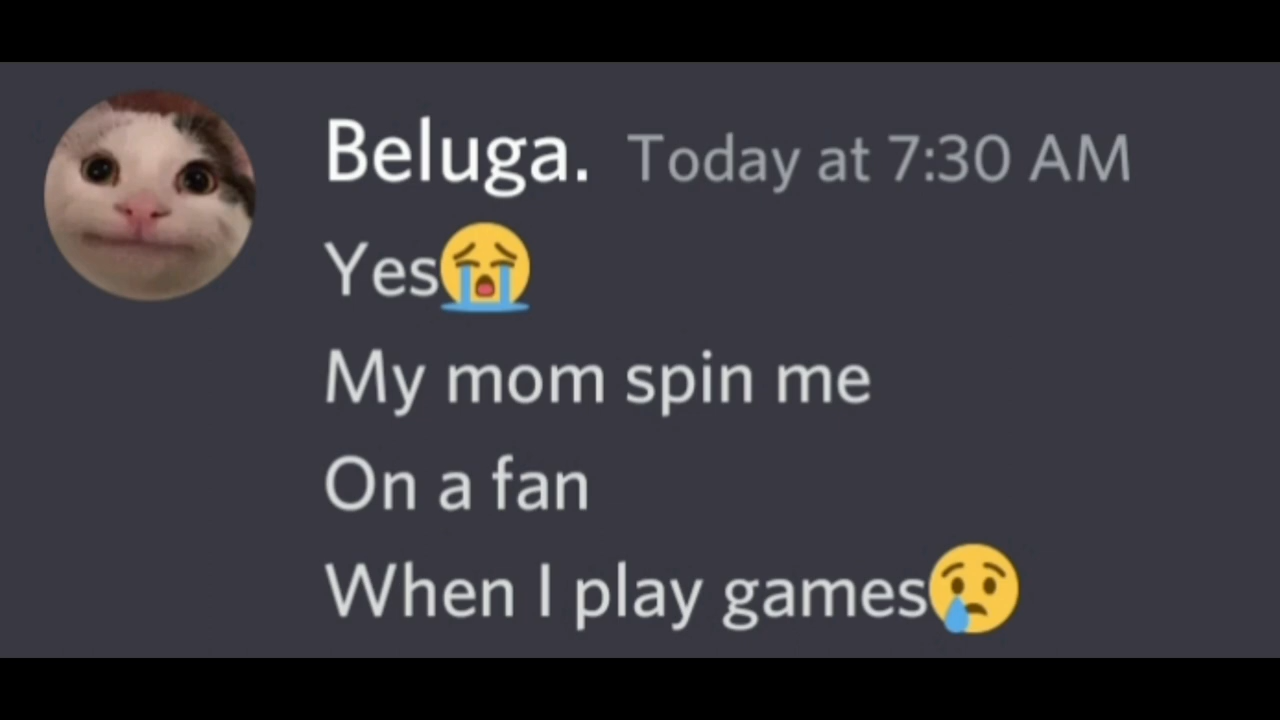 Beluga. Today at 7:30 AM
Yes😭
My mom spin me
On a fan
When I play games😢